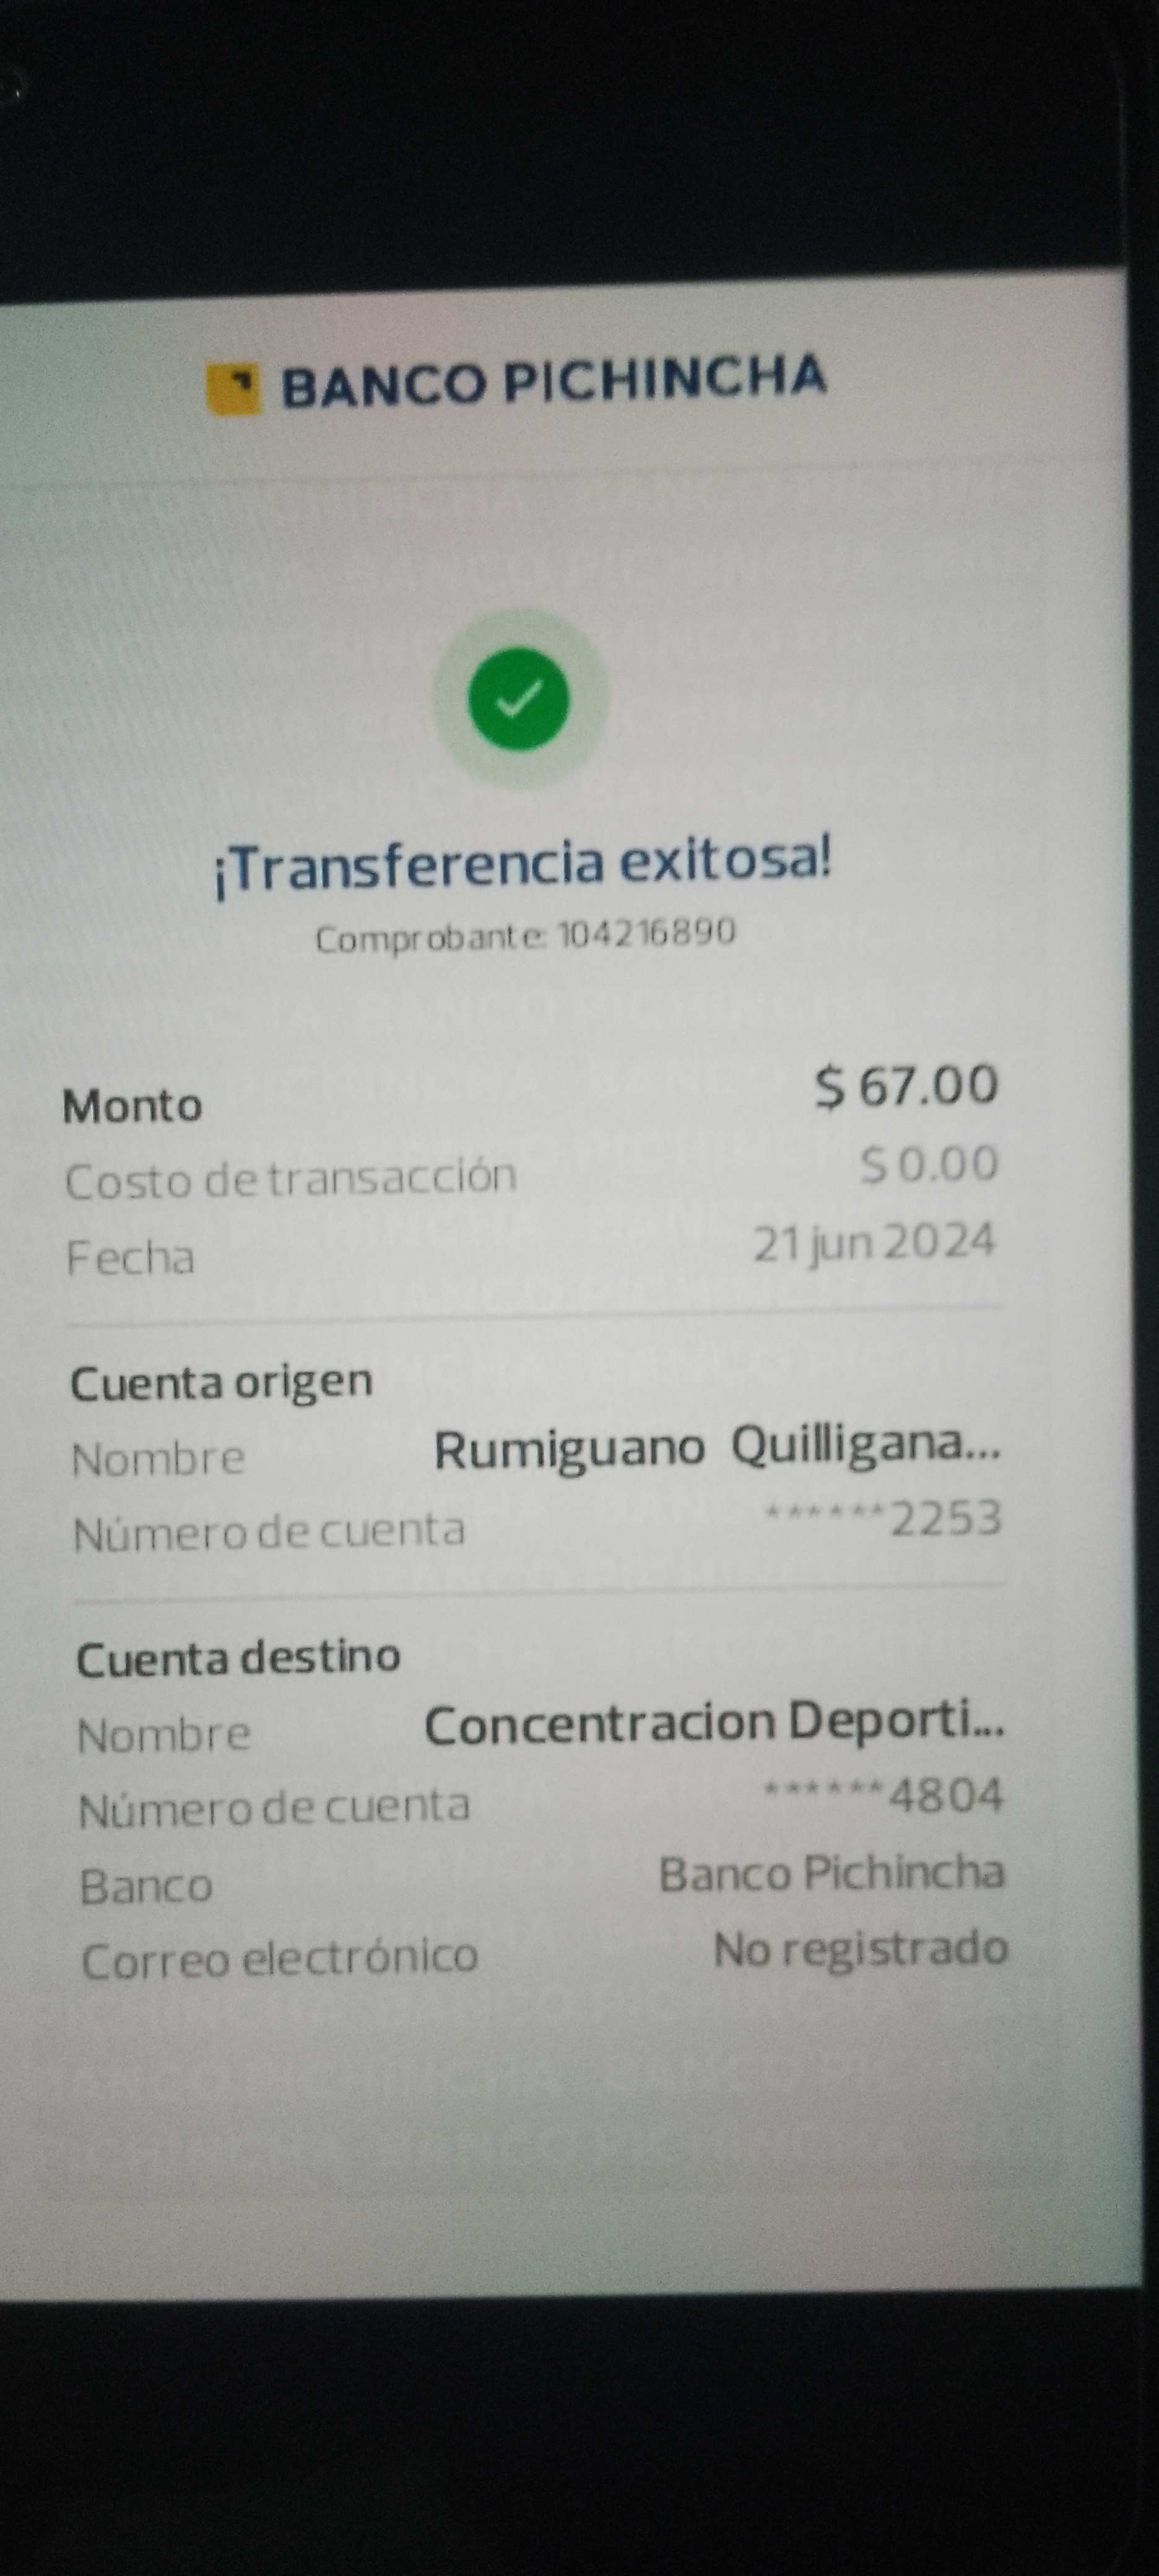 BANCO PICHINCHA
¡Transferencia exitosa!
Comprobante: 104216890
Monto $ 67.00
Costo de transacción $ 0.00
Fecha 21 jun 2024
Cuenta origen
Nombre Rumiguano Quilligana...
Número de cuenta ******2253
Cuenta destino
Nombre Concentracion Deporti...
Número de cuenta ******4804
Banco Banco Pichincha
Correo electrónico No registrado